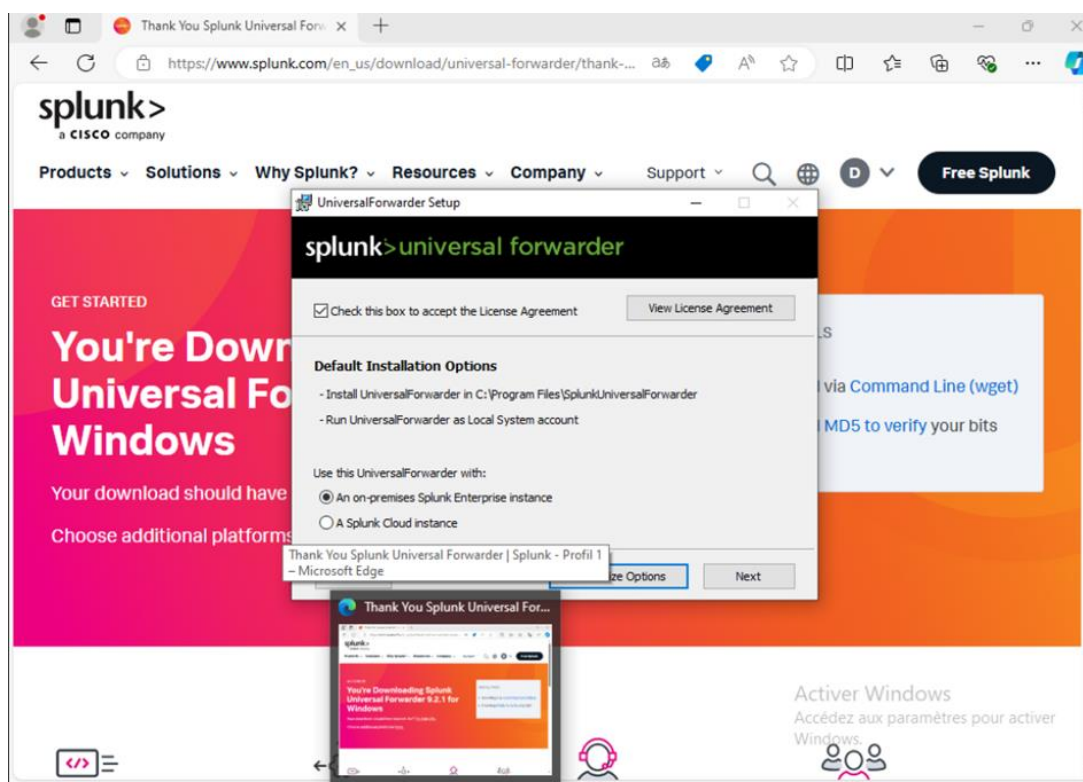 Thank You Splunk Universal Forw
https://www.splunk.com/en_us/download/universal-forwarder/thank-...
splunk>
a CISCO company
Products Solutions Why Splunk? Resources Company Support D Free Splunk
UniversalForwarder Setup
splunk>universal forwarder
Check this box to accept the License Agreement View License Agreement
Default Installation Options
- Install UniversalForwarder in C:\Program Files\SplunkUniversalForwarder
- Run UniversalForwarder as Local System account
Use this UniversalForwarder with:
An on-premises Splunk Enterprise instance
A Splunk Cloud instance
ze Options Next
GET STARTED
You're Down
Universal Fo
Windows
Your download should have
Choose additional platforms
LS
via Command Line (wget)
MD5 to verify your bits
Thank You Splunk Universal Forwarder | Splunk - Profil 1
– Microsoft Edge
Thank You Splunk Universal For...
splunk>
You're Downloading Splunk
Universal Forwarder 9.2.1 for
Windows
Activer Windows
Accédez aux paramètres pour activer
Windows.